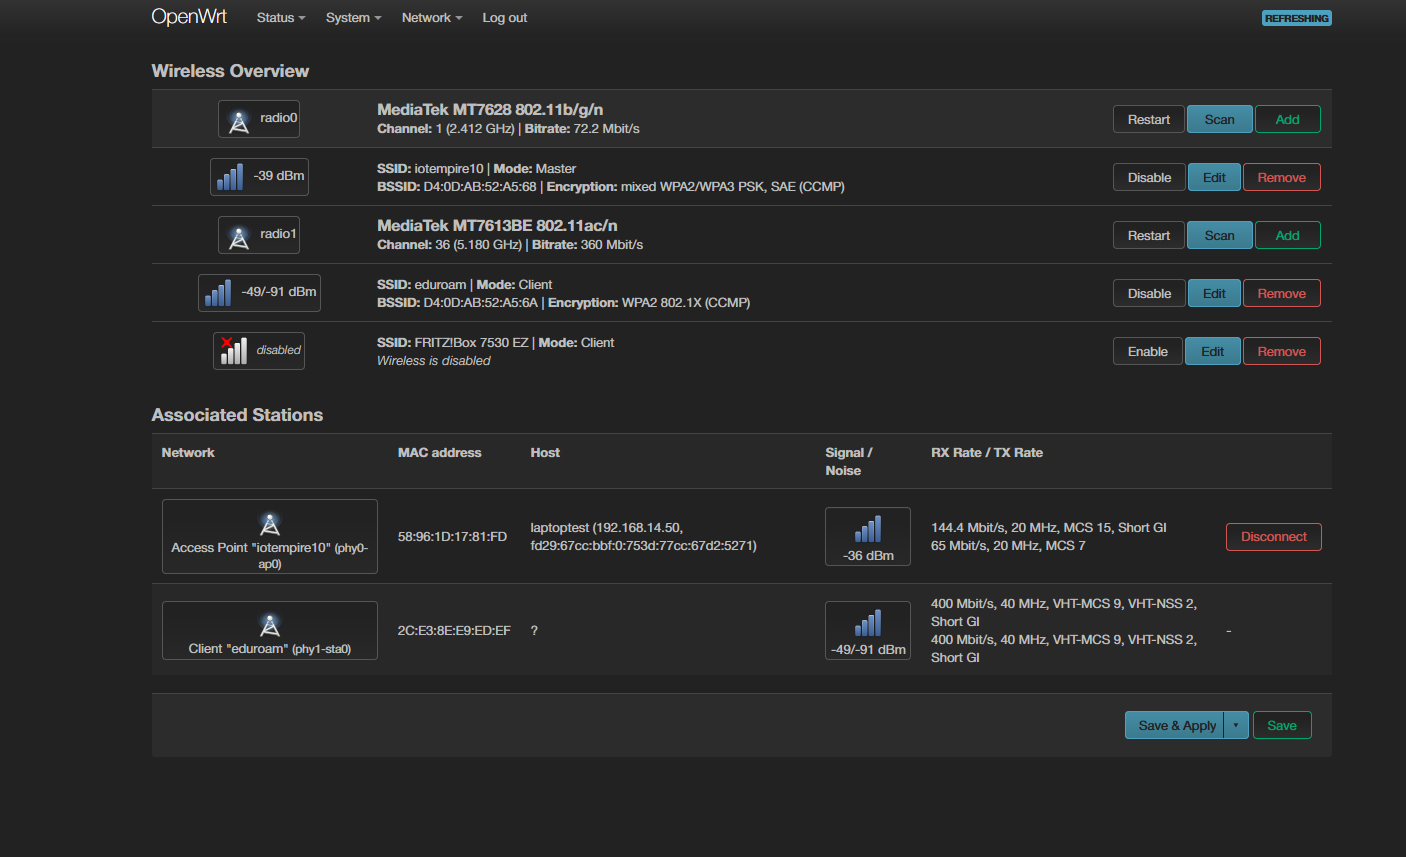 OpenWrt Status System Network Log out REFRESHING
Wireless Overview
radio0
MediaTek MT7628 802.11b/g/n
Channel: 1 (2.412 GHz) | Bitrate: 72.2 Mbit/s
Restart Scan Add
-39 dBm
SSID: iotempire10 | Mode: Master
BSSID: D4:0D:AB:52:A5:68 | Encryption: mixed WPA2/WPA3 PSK, SAE (CCMP)
Disable Edit Remove
radio1
MediaTek MT7613BE 802.11ac/n
Channel: 36 (5.180 GHz) | Bitrate: 360 Mbit/s
Restart Scan Add
-49/-91 dBm
SSID: eduroam | Mode: Client
BSSID: D4:0D:AB:52:A5:6A | Encryption: WPA2 802.1X (CCMP)
Disable Edit Remove
disabled
SSID: FRITZ!Box 7530 EZ | Mode: Client
Wireless is disabled
Enable Edit Remove
Associated Stations
Network MAC address Host Signal / RX Rate / TX Rate
Noise
Access Point "iotempire10" (phy0-
ap0)
58:96:1D:17:81:FD
laptoptest (192.168.14.50,
fd29:67cc:bbf:0:753d:77cc:67d2:5271)
-36 dBm
144.4 Mbit/s, 20 MHz, MCS 15, Short GI
65 Mbit/s, 20 MHz, MCS 7
Disconnect
Client "eduroam" (phy1-sta0)
2C:E3:8E:E9:ED:EF
?
-49/-91 dBm
400 Mbit/s, 40 MHz, VHT-MCS 9, VHT-NSS 2,
Short GI
400 Mbit/s, 40 MHz, VHT-MCS 9, VHT-NSS 2,
Short GI
-
Save & Apply Save